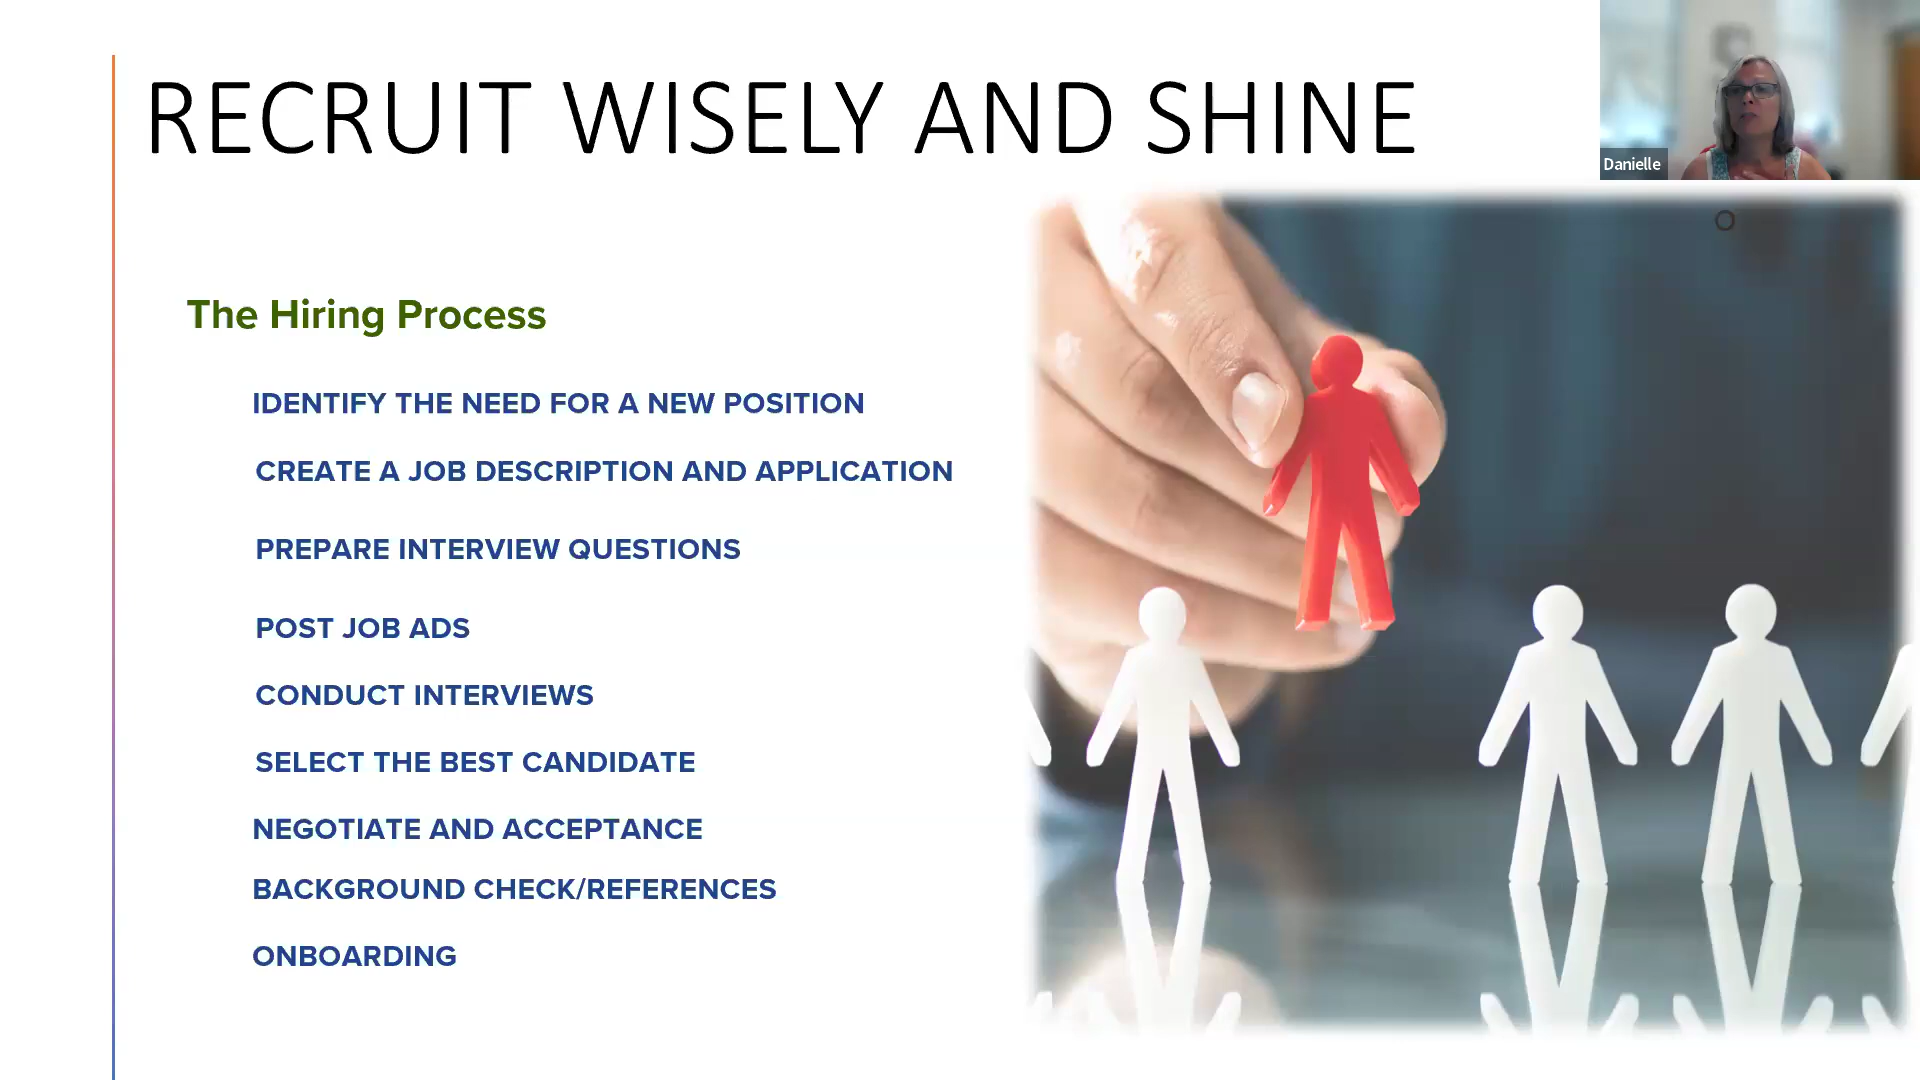 RECRUIT WISELY AND SHINE
Danielle
The Hiring Process
IDENTIFY THE NEED FOR A NEW POSITION
CREATE A JOB DESCRIPTION AND APPLICATION
PREPARE INTERVIEW QUESTIONS
POST JOB ADS
CONDUCT INTERVIEWS
SELECT THE BEST CANDIDATE
NEGOTIATE AND ACCEPTANCE
BACKGROUND CHECK/REFERENCES
ONBOARDING